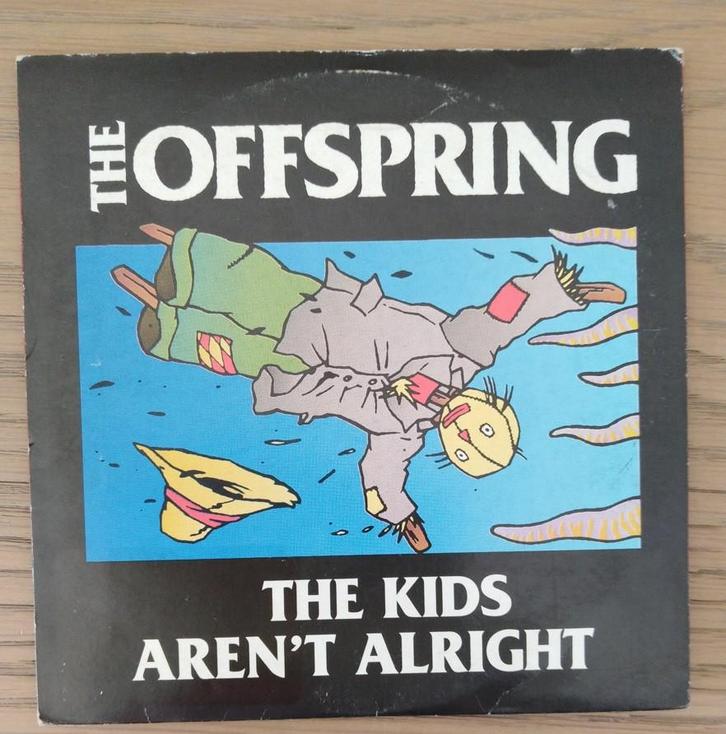 THE OFFSPRING
THE KIDS
AREN'T ALRIGHT